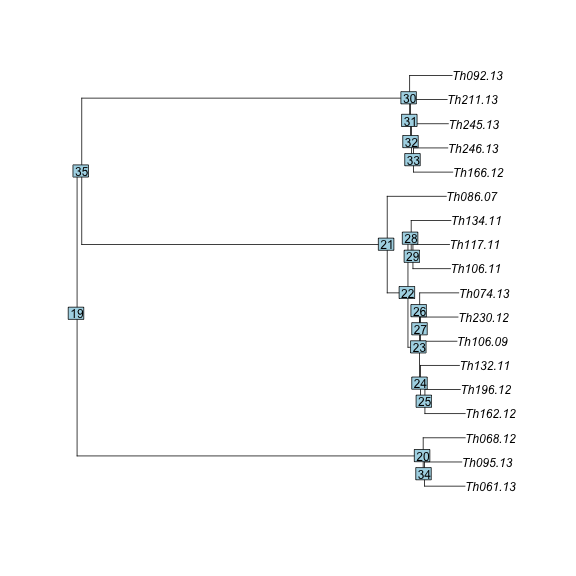 Th092.13
30
Th211.13
31
Th245.13
32
Th246.13
33
Th166.12
35
Th086.07
Th134.11
28
21
Th117.11
29
Th106.11
22
Th074.13
26
19
Th230.12
27
Th106.09
23
Th132.11
24
Th196.12
25
Th162.12
Th068.12
20
Th095.13
34
Th061.13